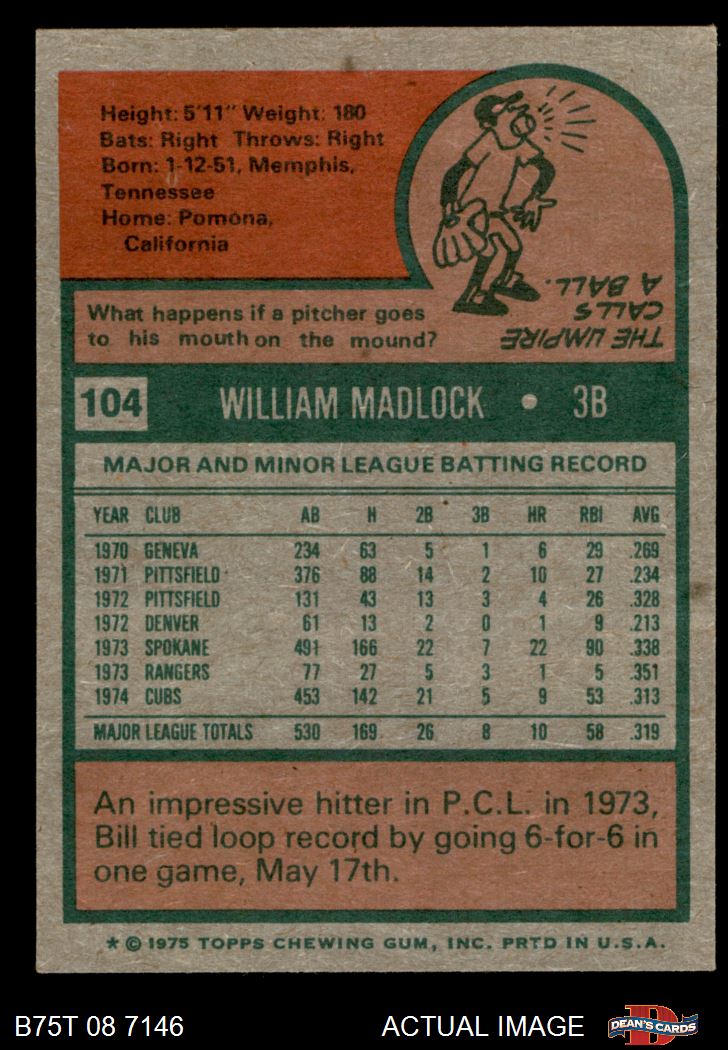 Height: 5'11" Weight: 180
Bats: Right Throws: Right
Born: 1-12-51, Memphis,
Tennessee
Home: Pomona,
California
What happens if a pitcher goes
to his mouth on the mound?
THE UMPIRE
CALLS
A BALL.
104 WILLIAM MADLOCK • 3B
MAJOR AND MINOR LEAGUE BATTING RECORD
YEAR CLUB AB H 2B 3B HR RBI AVG
1970 GENEVA 234 63 5 1 6 29 .269
1971 PITTSFIELD 376 88 14 2 10 27 .234
1972 PITTSFIELD 131 43 13 3 4 26 .328
1972 DENVER 61 13 2 0 1 9 .213
1973 SPOKANE 491 166 22 7 22 90 .338
1973 RANGERS 77 27 5 3 1 5 .351
1974 CUBS 453 142 21 5 9 53 .313
MAJOR LEAGUE TOTALS 530 169 26 8 10 58 .319
An impressive hitter in P.C.L. in 1973,
Bill tied loop record by going 6-for-6 in
one game, May 17th.
* © 1975 TOPPS CHEWING GUM, INC. PRTD IN U.S.A.
B75T 08 7146 ACTUAL IMAGE D DEAN'S CARDS